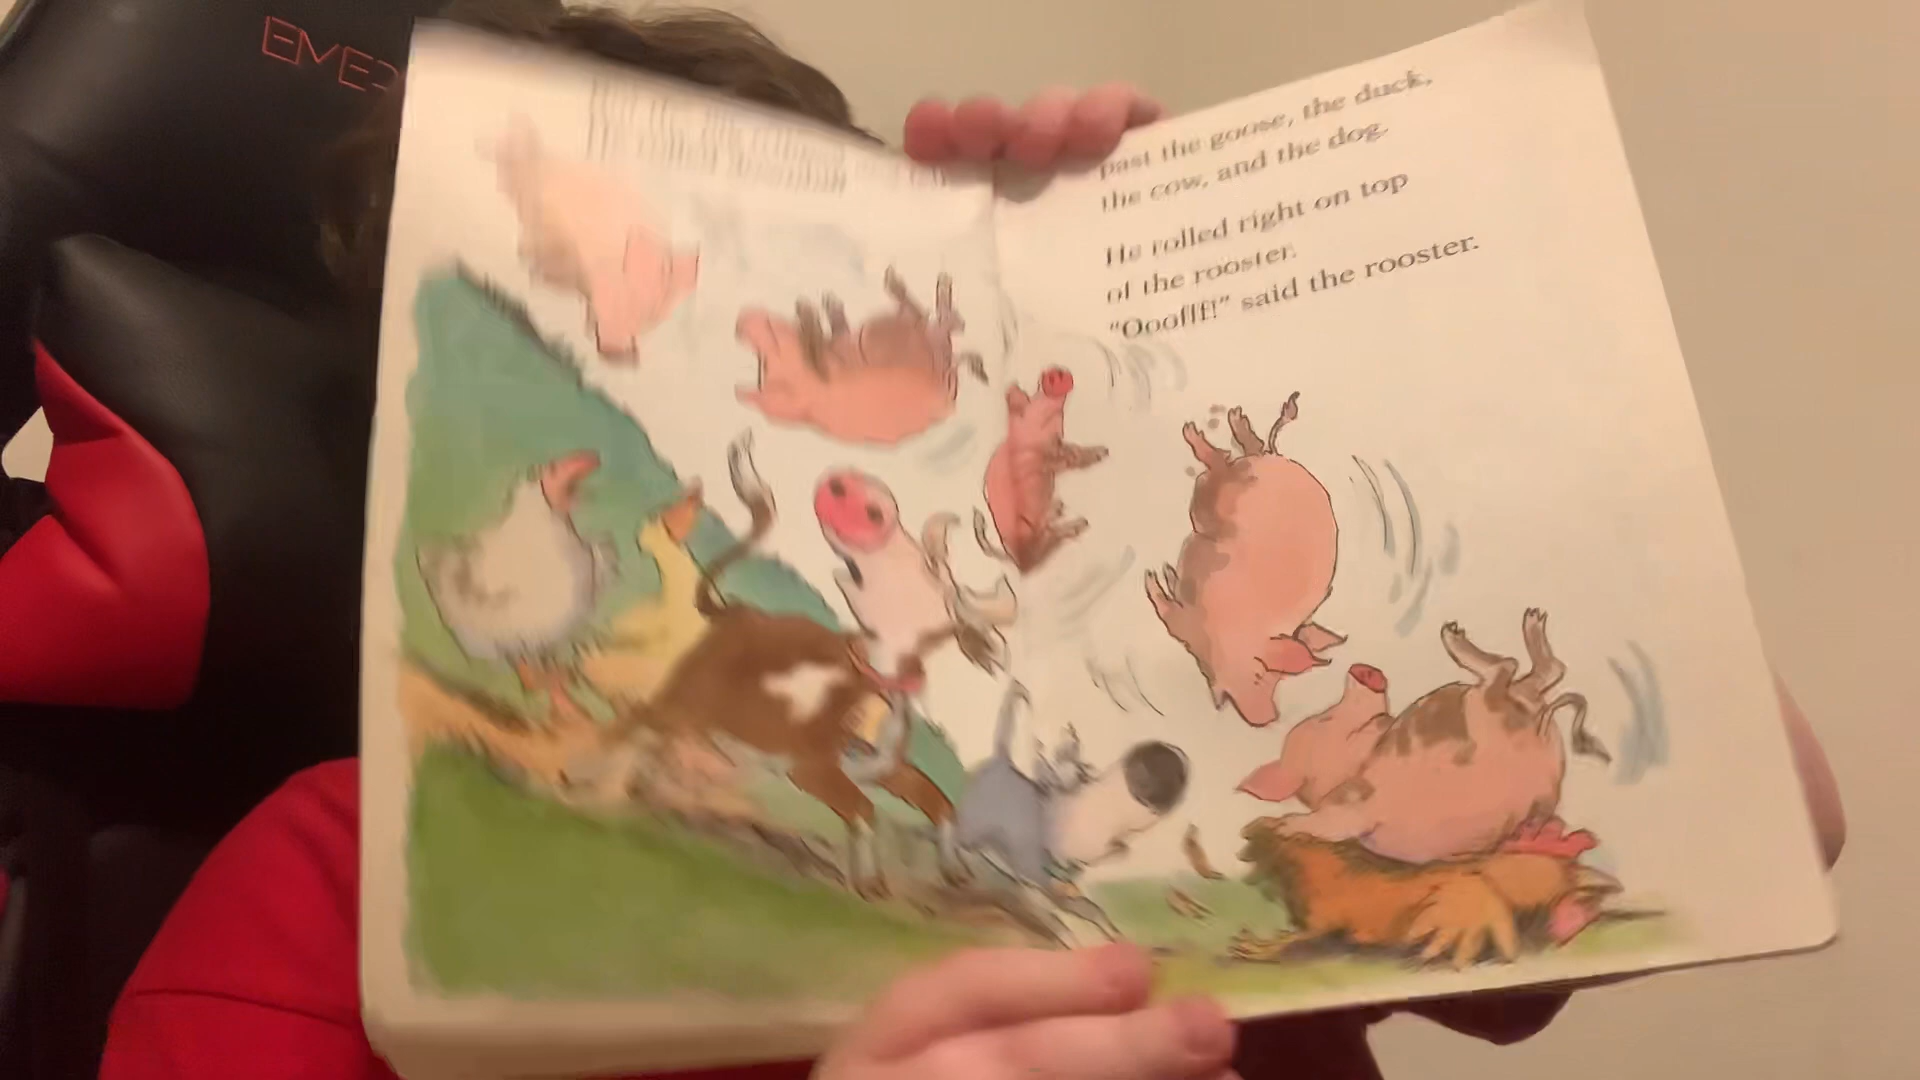 EMER
past the goose, the duck,
the cow, and the dog.
He rolled right on top
of the rooster.
"Ooofff!" said the rooster.